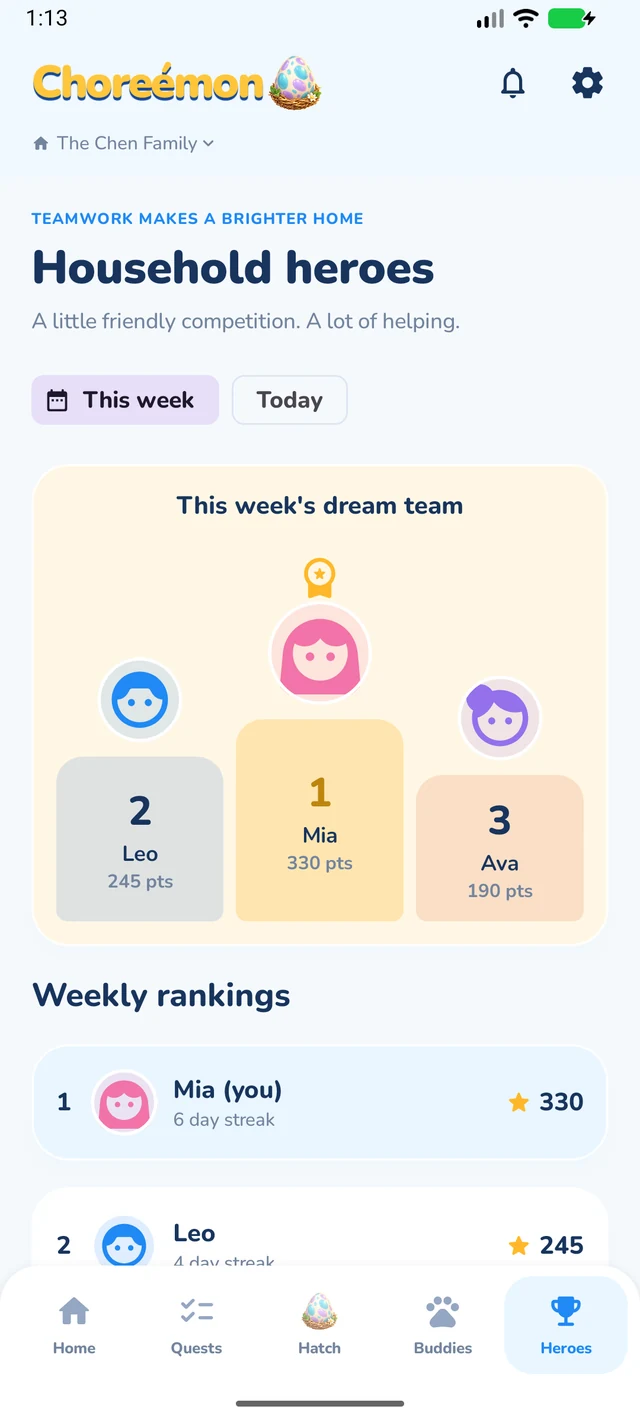 1:13
Choreémon
The Chen Family
TEAMWORK MAKES A BRIGHTER HOME
Household heroes
A little friendly competition. A lot of helping.
This week
Today
This week's dream team
1
Mia
330 pts
2
Leo
245 pts
3
Ava
190 pts
Weekly rankings
1
Mia (you)
6 day streak
330
2
Leo
4 day streak
245
Home
Quests
Hatch
Buddies
Heroes